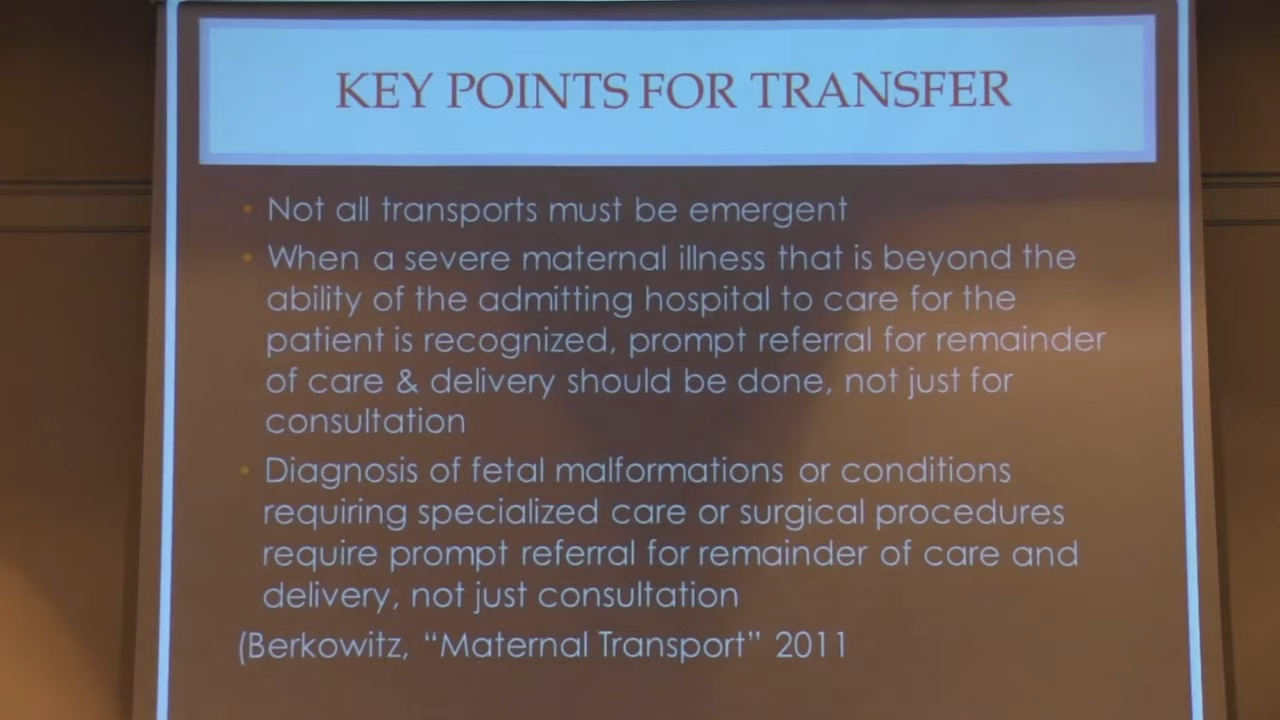 KEY POINTS FOR TRANSFER
• Not all transports must be emergent
• When a severe maternal illness that is beyond the
ability of the admitting hospital to care for the
patient is recognized, prompt referral for remainder
of care & delivery should be done, not just for
consultation
• Diagnosis of fetal malformations or conditions
requiring specialized care or surgical procedures
require prompt referral for remainder of care and
delivery, not just consultation
(Berkowitz, “Maternal Transport” 2011